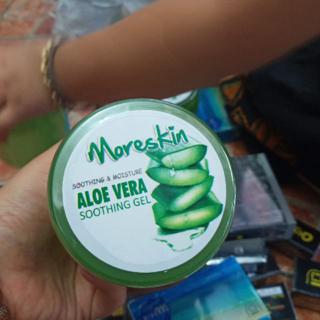 Moreskin
SOOTHING & MOISTURE
ALOE VERA
SOOTHING GEL